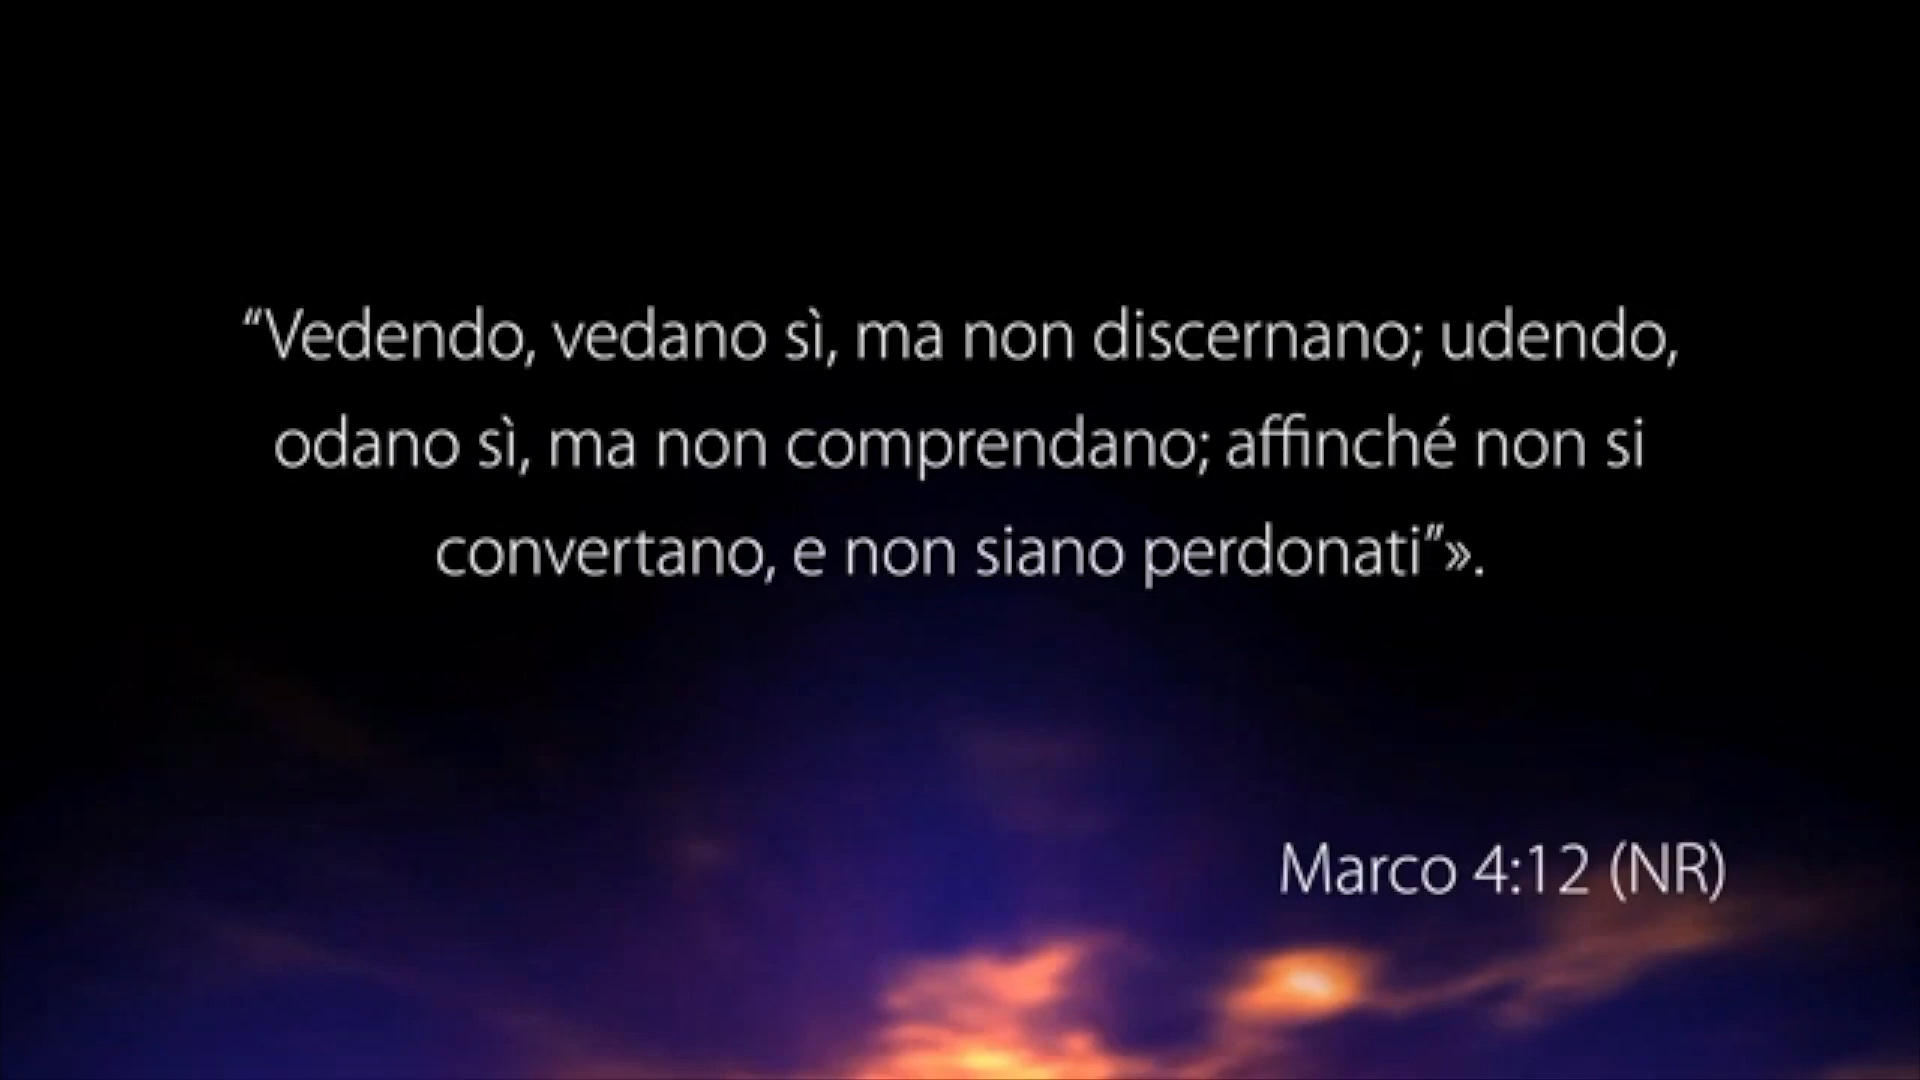 “Vedendo, vedano sì, ma non discernano; udendo,
odano sì, ma non comprendano; affinché non si
convertano, e non siano perdonati”».
Marco 4:12 (NR)